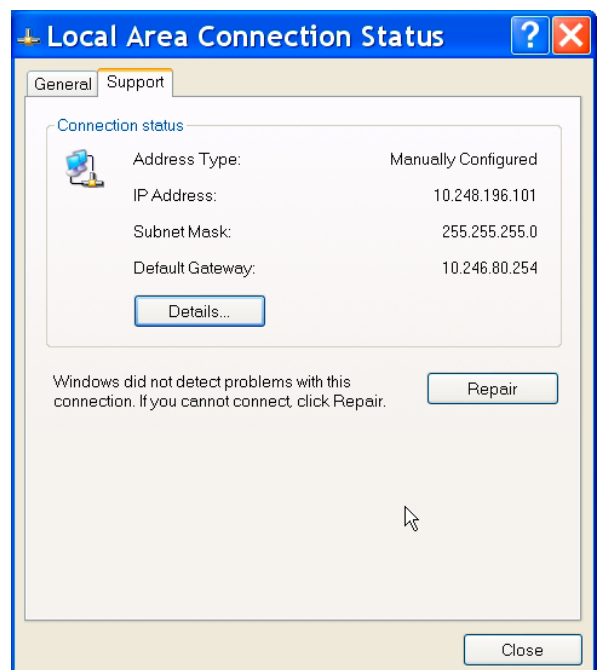 Local Area Connection Status
General Support
Connection status
Address Type: Manually Configured
IP Address: 10.248.196.101
Subnet Mask: 255.255.255.0
Default Gateway: 10.246.80.254
Details...
Windows did not detect problems with this
connection. If you cannot connect, click Repair.
Repair
Close